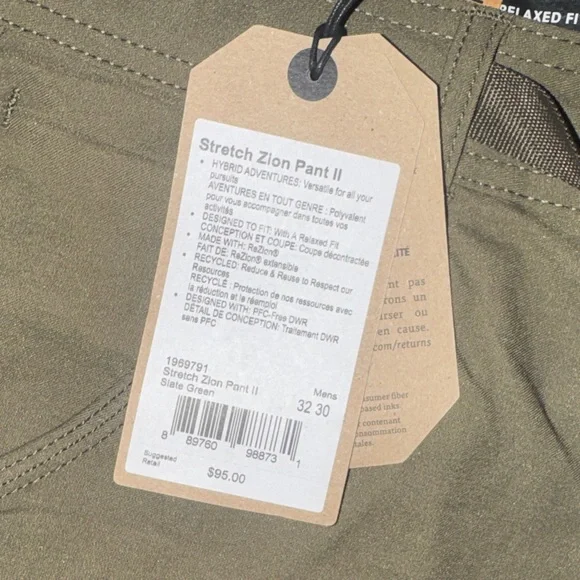 RELAXED FI
Stretch Zion Pant II
• HYBRID ADVENTURES: Versatile for all your
pursuits
AVENTURES EN TOUT GENRE : Polyvalent
pour vous accompagner dans toutes vos
activités
• DESIGNED TO FIT: With A Relaxed Fit
CONCEPTION ET COUPE: Coupe décontractée
• MADE WITH: ReZion®
FAIT DE: ReZion® extensible
• RECYCLED: Reduce & Reuse to Respect our
Resources
RECYCLÉ : Protection de nos ressources avec
la réduction et le réemploi
• DESIGNED WITH: PFC-Free DWR
DÉTAIL DE CONCEPTION: Traitement DWR
sans PFC
1969791
Stretch Zion Pant II Mens
Slate Green 32 30
8 89760 98873 1
Suggested
Retail $95.00
LITÉ
nt pas
rons un
ou
en cause.
com/returns
sumer fiber
based inks.
contenant